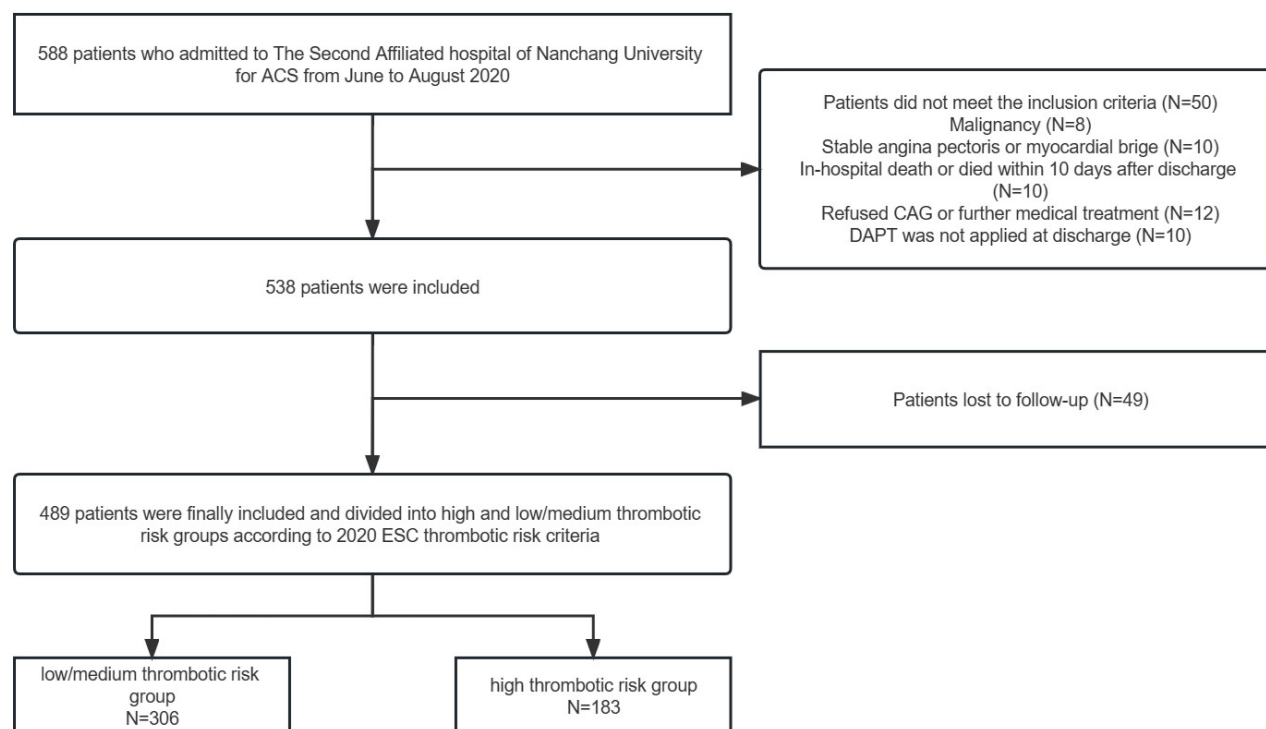 588 patients who admitted to The Second Affiliated hospital of Nanchang University
for ACS from June to August 2020
Patients did not meet the inclusion criteria (N=50)
Malignancy (N=8)
Stable angina pectoris or myocardial brige (N=10)
In-hospital death or died within 10 days after discharge
(N=10)
Refused CAG or further medical treatment (N=12)
DAPT was not applied at discharge (N=10)
538 patients were included
Patients lost to follow-up (N=49)
489 patients were finally included and divided into high and low/medium thrombotic
risk groups according to 2020 ESC thrombotic risk criteria
low/medium thrombotic risk
group
N=306
high thrombotic risk group
N=183